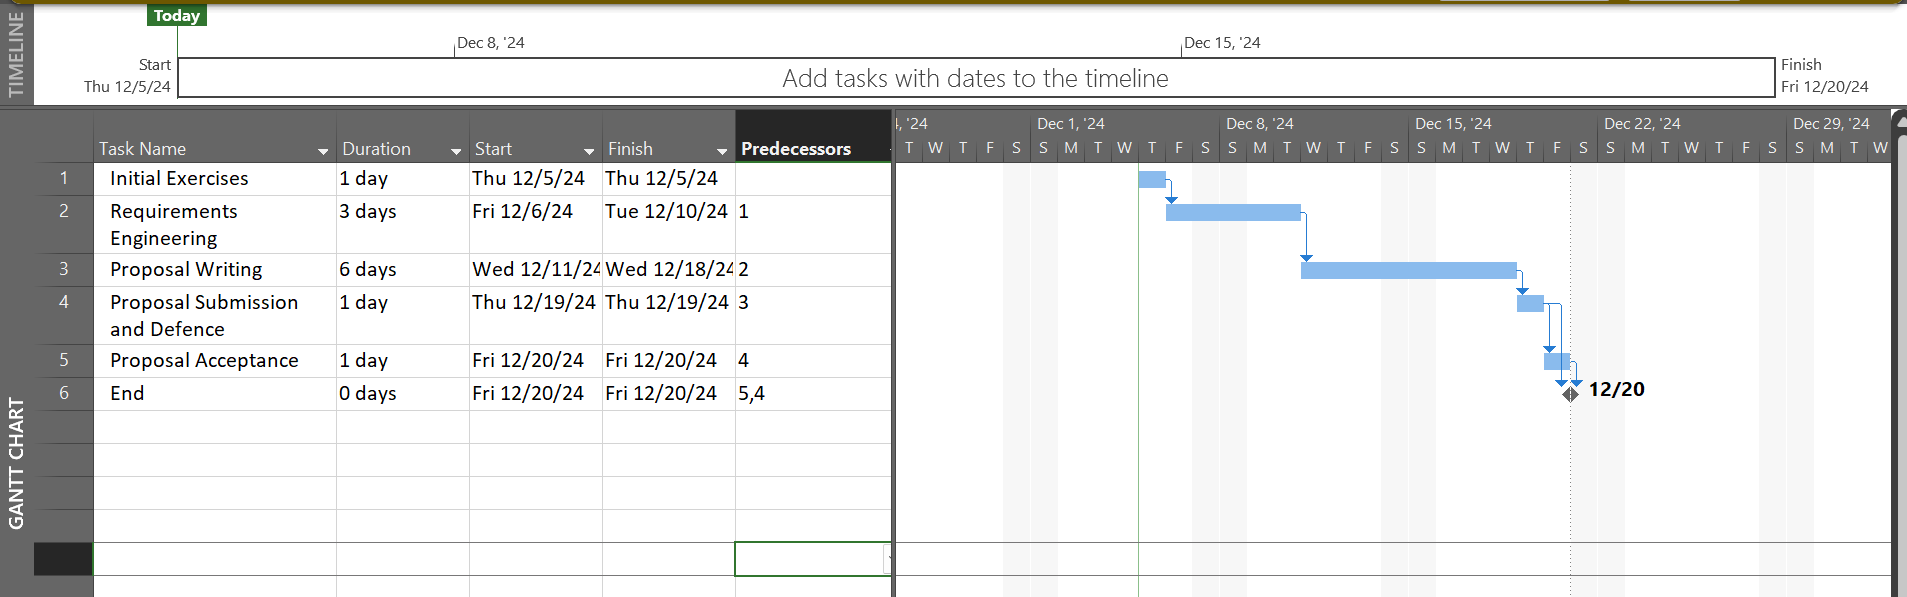 TIMELINE
Today
Dec 8, '24
Dec 15, '24
Start
Thu 12/5/24
Add tasks with dates to the timeline
Finish
Fri 12/20/24
GANTT CHART
Task Name Duration Start Finish Predecessors
1 Initial Exercises 1 day Thu 12/5/24 Thu 12/5/24
2 Requirements Engineering 3 days Fri 12/6/24 Tue 12/10/24 1
3 Proposal Writing 6 days Wed 12/11/24 Wed 12/18/24 2
4 Proposal Submission and Defence 1 day Thu 12/19/24 Thu 12/19/24 3
5 Proposal Acceptance 1 day Fri 12/20/24 Fri 12/20/24 4
6 End 0 days Fri 12/20/24 Fri 12/20/24 5,4
, '24 Dec 1, '24 Dec 8, '24 Dec 15, '24 Dec 22, '24 Dec 29, '24
T W T F S S M T W T F S S M T W T F S S M T W T F S S M T W T F S S M T W
12/20